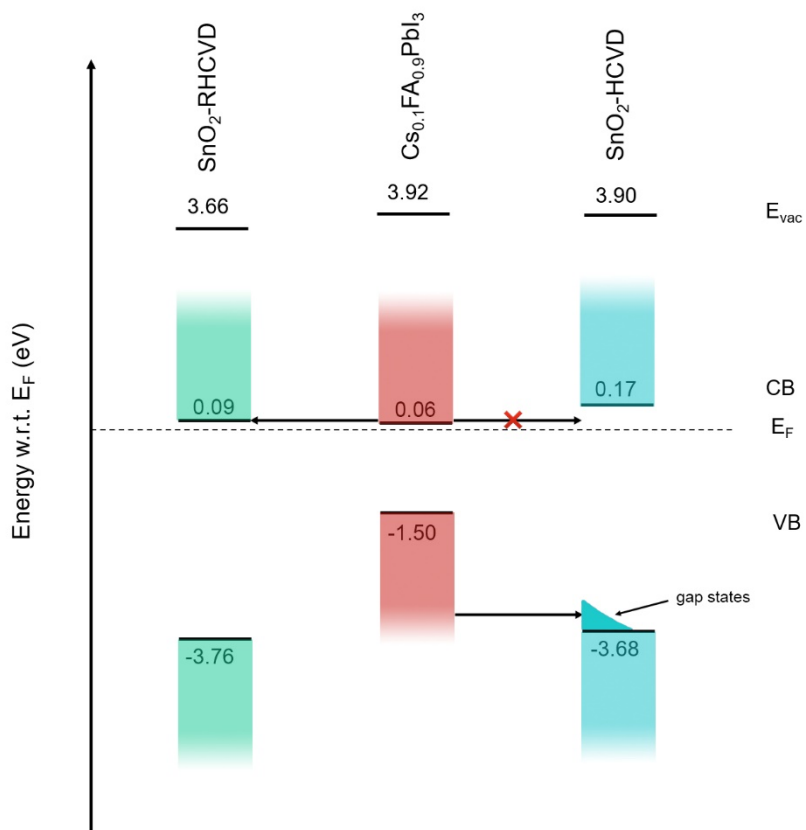 SnO₂-RHCVD
Cs₀.₁FA₀.₉PbI₃
SnO₂-HCVD
3.66
3.92
3.90
Evac
Energy w.r.t. EF (eV)
0.09
0.06
0.17
CB
EF
-1.50
VB
gap states
-3.76
-3.68